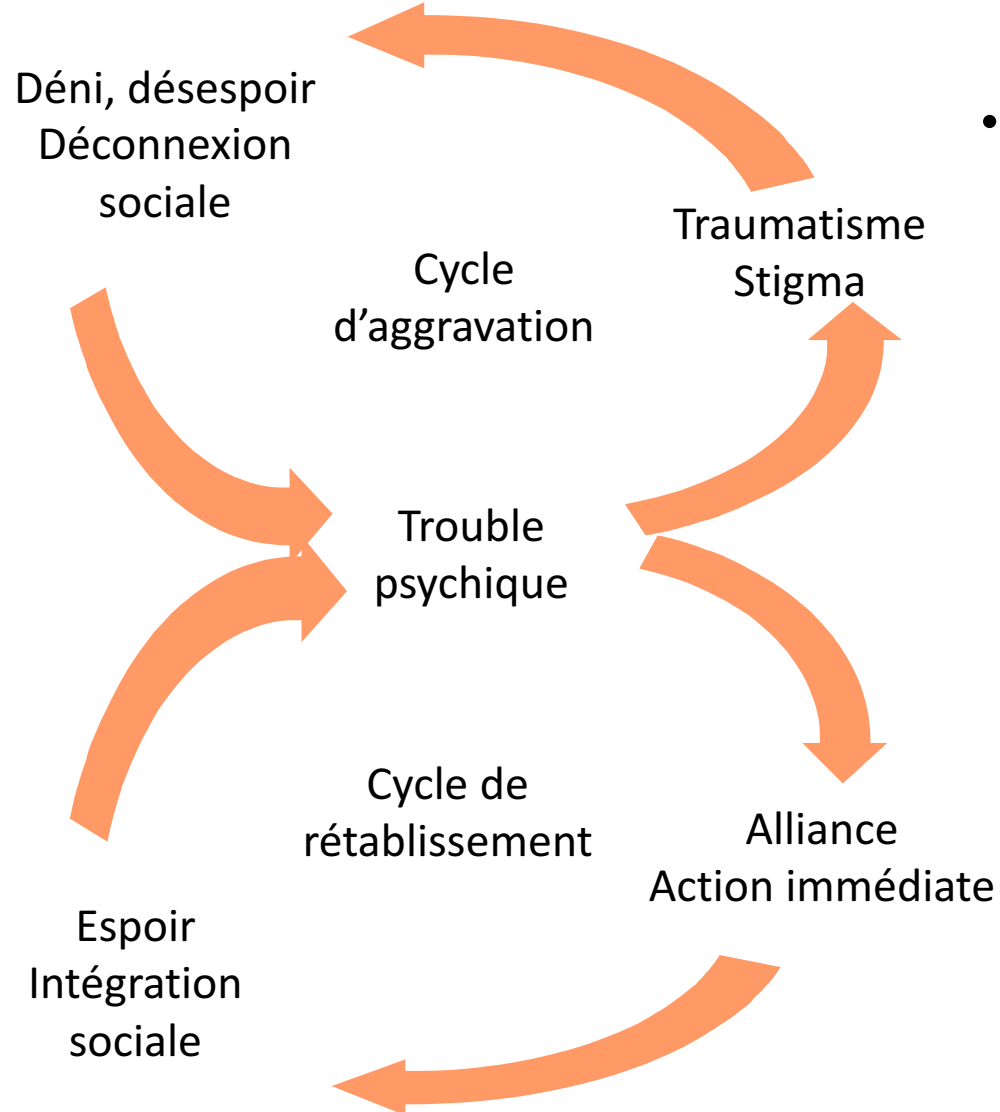 Déni, désespoir
Déconnexion
sociale
•
Traumatisme
Stigma
Cycle
d’aggravation
Trouble
psychique
Cycle de
rétablissement
Alliance
Action immédiate
Espoir
Intégration
sociale